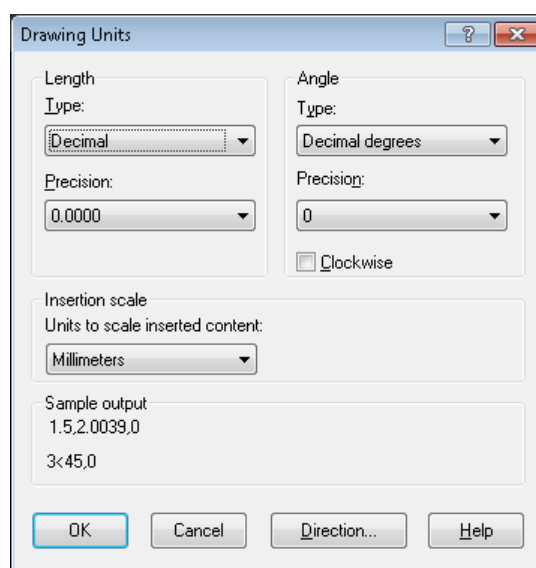 Drawing Units
Length
Type:
Decimal
Precision:
0.0000
Angle
Type:
Decimal degrees
Precision:
0
Clockwise
Insertion scale
Units to scale inserted content:
Millimeters
Sample output
1.5,2.0039,0
3<45,0
OK Cancel Direction... Help